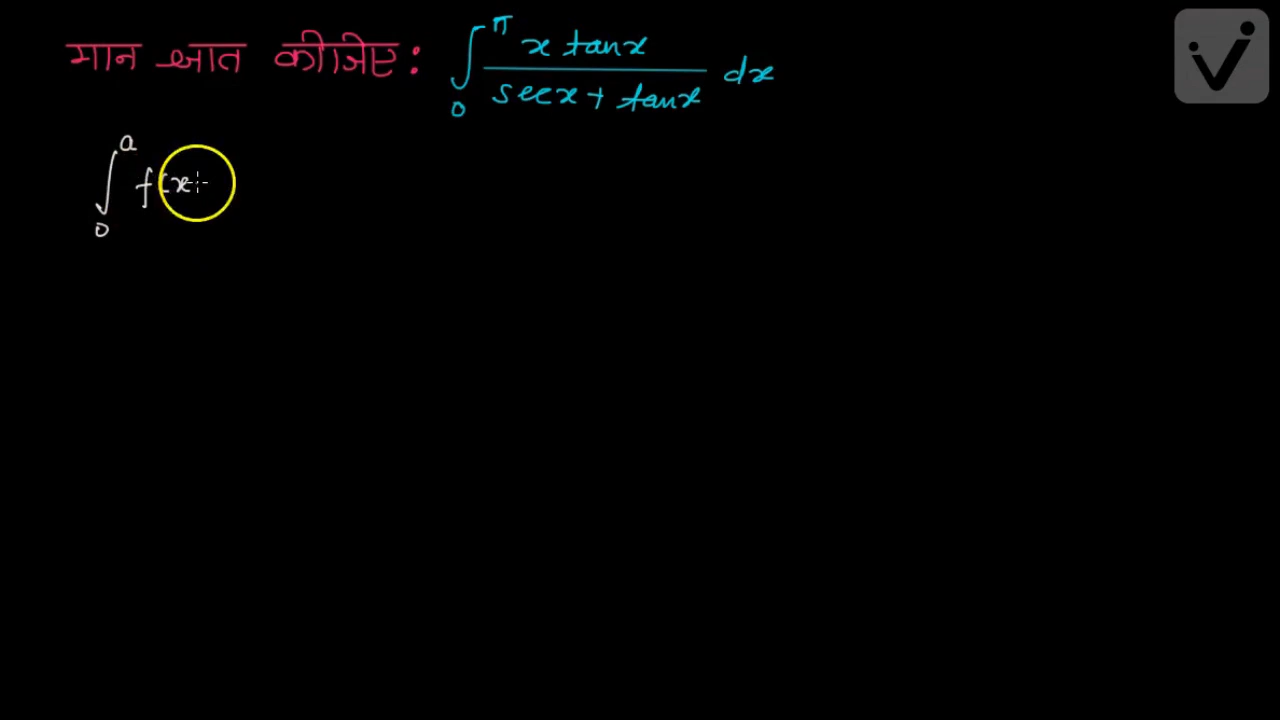 मान ज्ञात कीजिए: ∫₀^π (x tanx)/(secx + tanx) dx
∫₀^a f(x